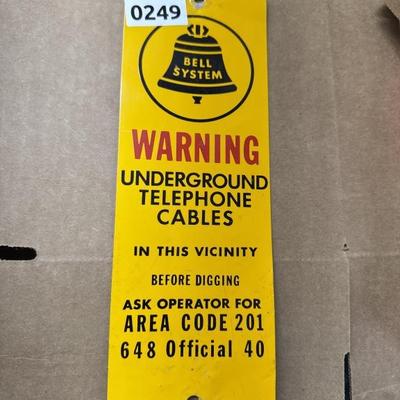 0249
BELL
SYSTEM
WARNING
UNDERGROUND
TELEPHONE
CABLES
IN THIS VICINITY
BEFORE DIGGING
ASK OPERATOR FOR
AREA CODE 201
648 Official 40